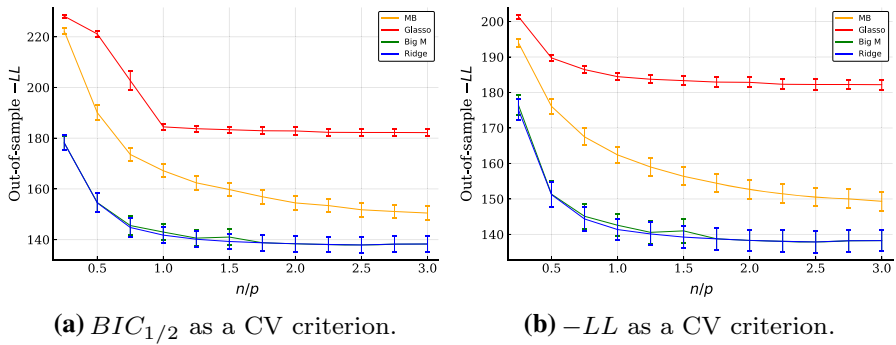 MB
Glasso
Big M
Ridge
220
200
180
160
140
Out-of-sample −LL
0.5 1.0 1.5 2.0 2.5 3.0
n/p
(a) BIC1/2 as a CV criterion.
MB
Glasso
Big M
Ridge
200
190
180
170
160
150
140
Out-of-sample −LL
0.5 1.0 1.5 2.0 2.5 3.0
n/p
(b) −LL as a CV criterion.